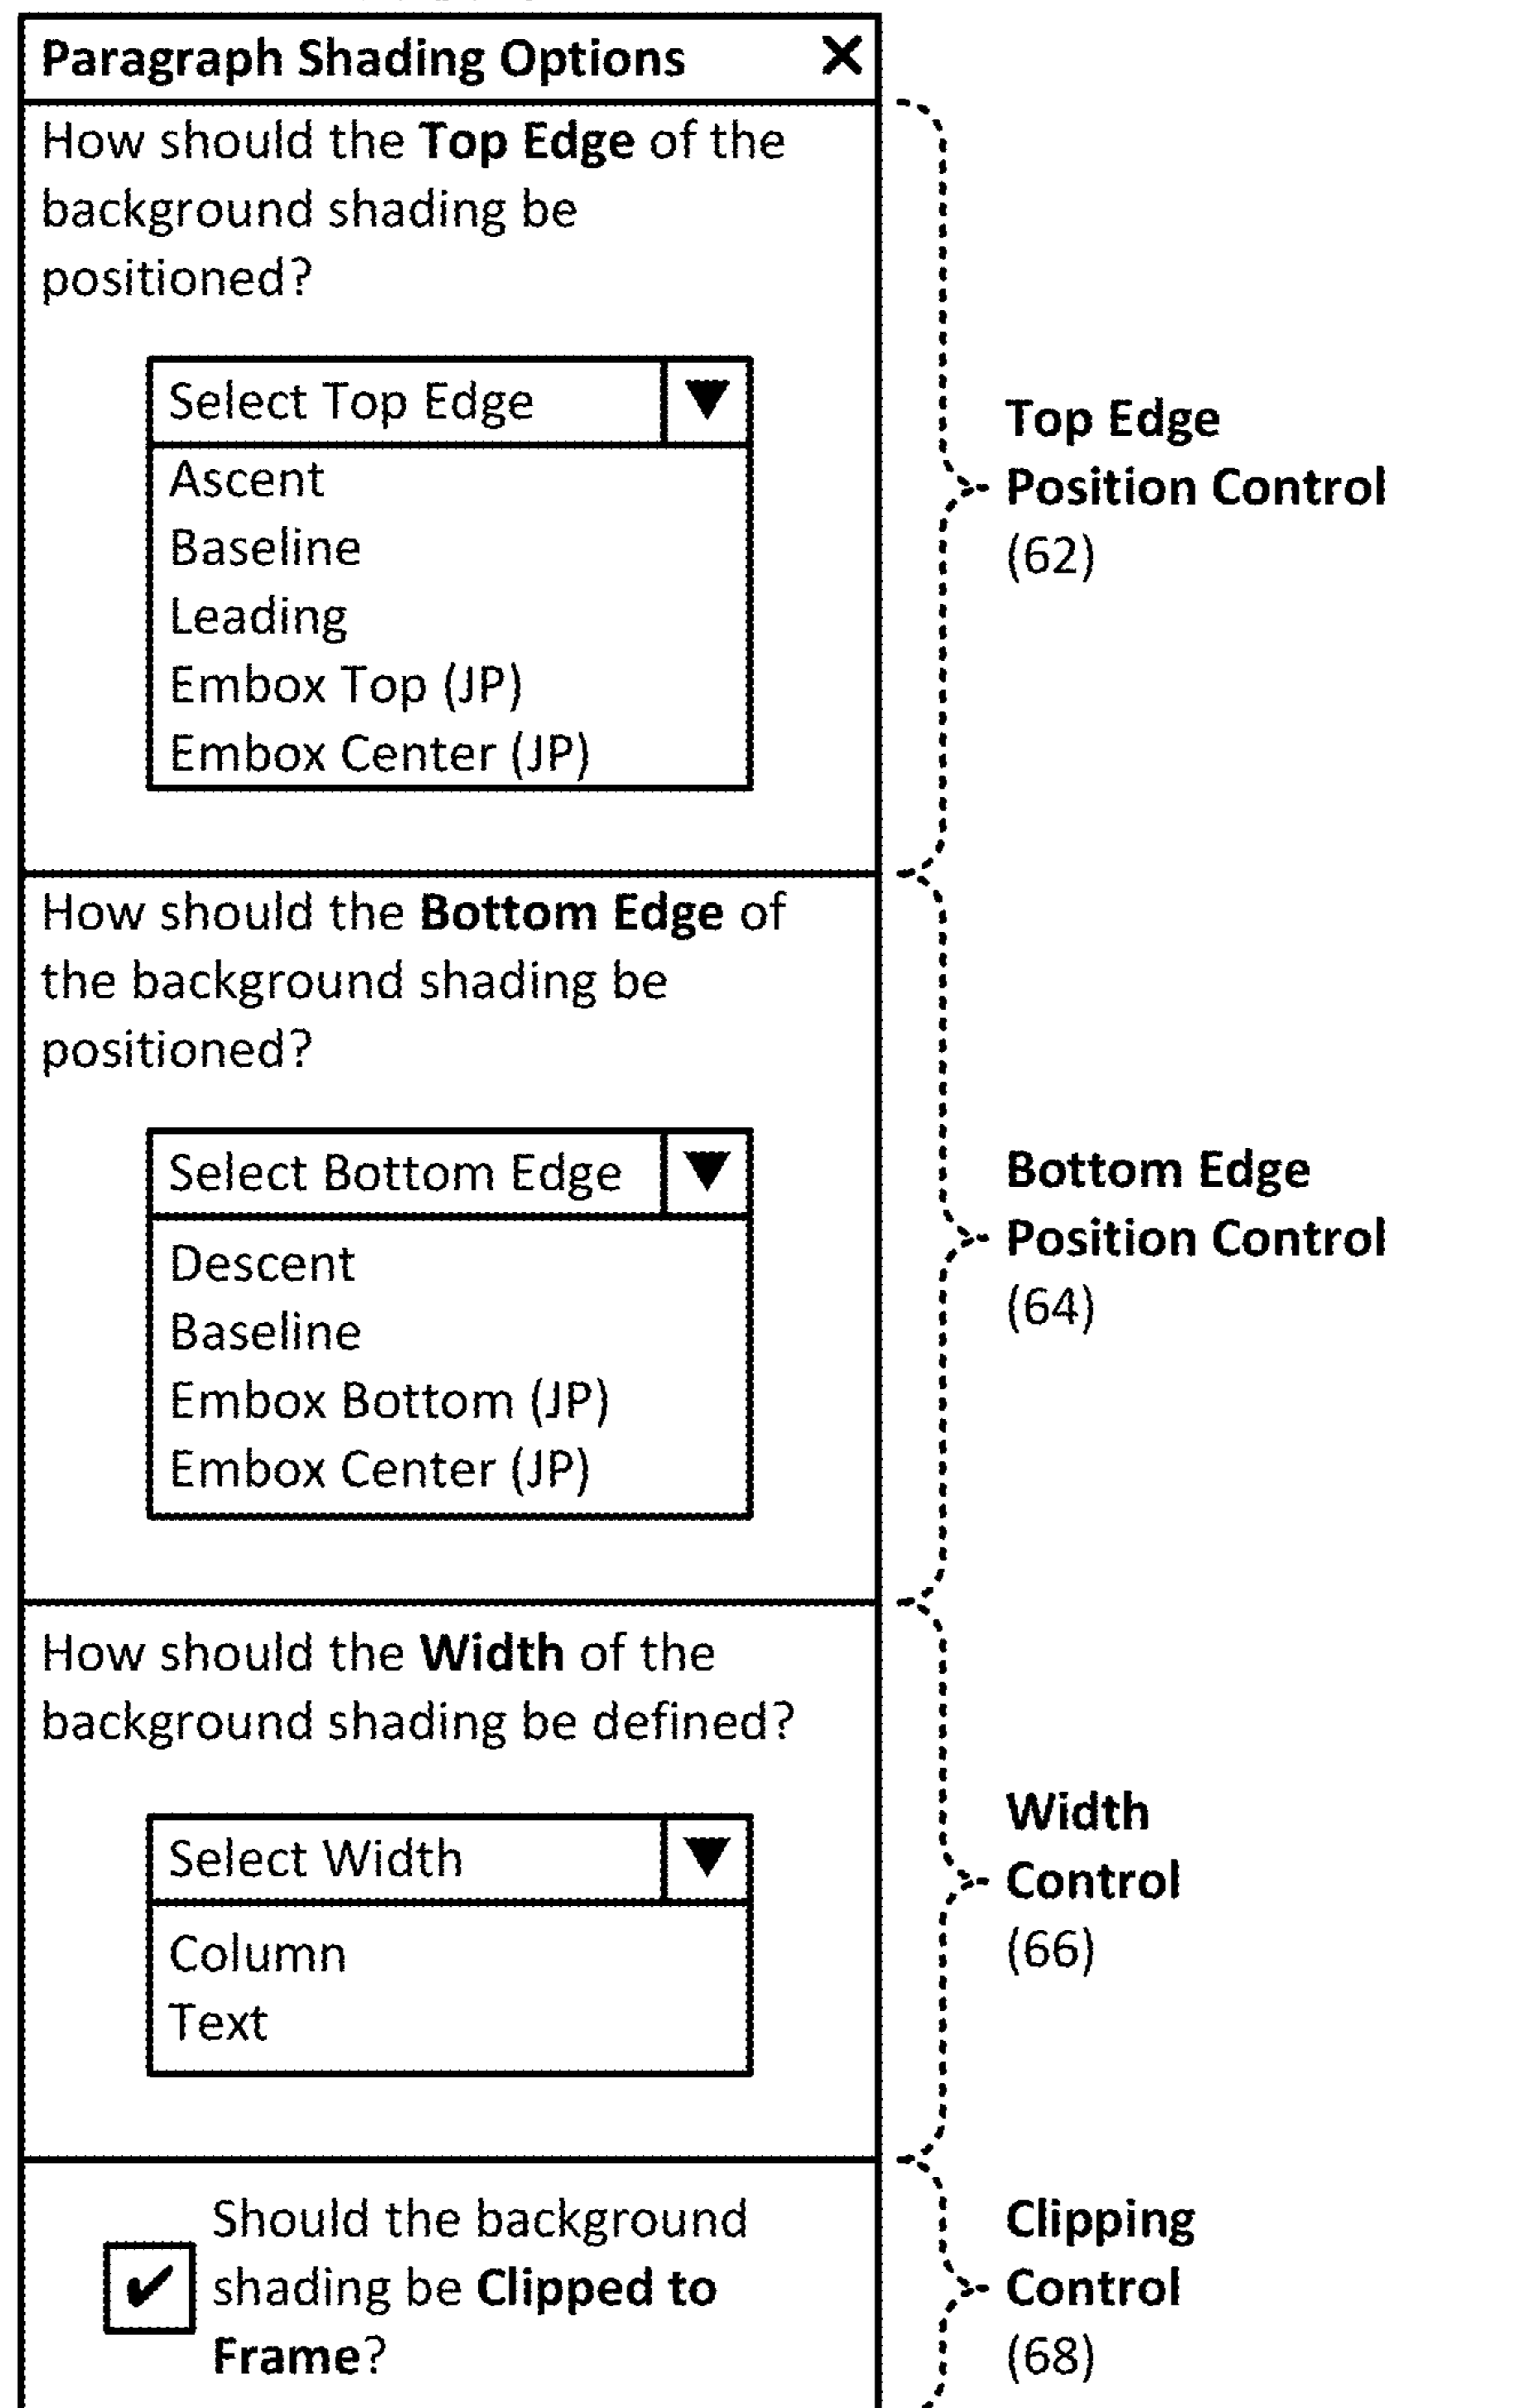 Paragraph Shading Options
How should the Top Edge of the
background shading be
positioned?
Select Top Edge
Ascent
Baseline
Leading
Embox Top (JP)
Embox Center (JP)
Top Edge
Position Control
(62)
How should the Bottom Edge of
the background shading be
positioned?
Select Bottom Edge
Descent
Baseline
Embox Bottom (JP)
Embox Center (JP)
Bottom Edge
Position Control
(64)
How should the Width of the
background shading be defined?
Select Width
Column
Text
Width
Control
(66)
Should the background
shading be Clipped to
Frame?
Clipping
Control
(68)